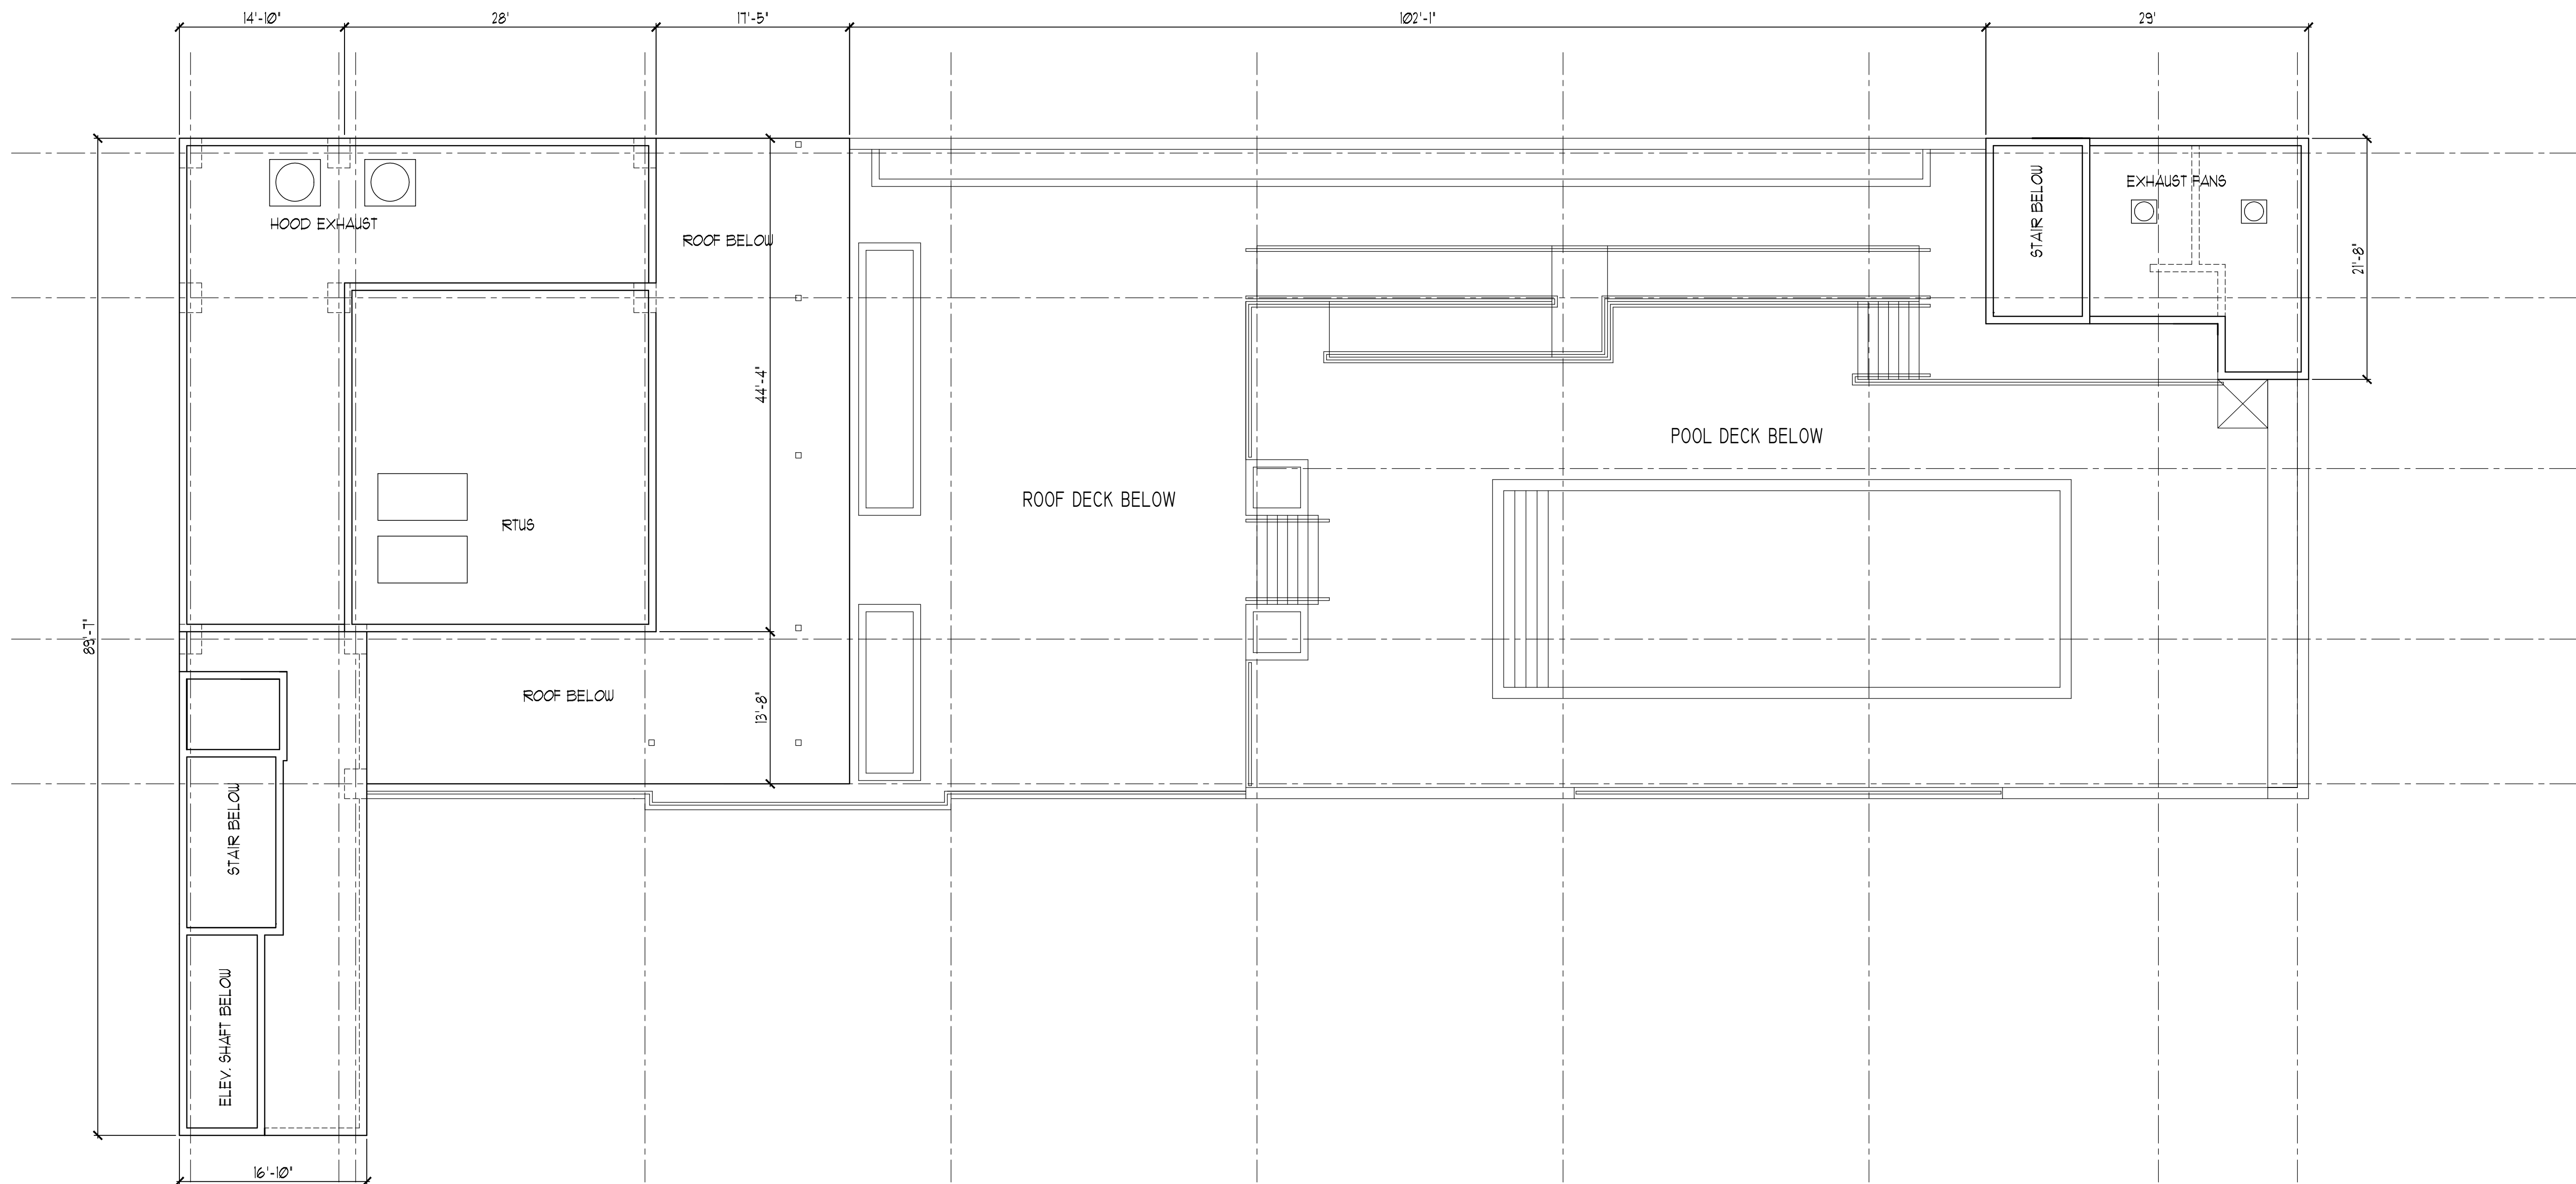 14'-10"
28'
17'-5"
102'-1"
29'
HOOD EXHAUST
ROOF BELOW
STAIR BELOW
EXHAUST FANS
21'-8"
44'-4"
POOL DECK BELOW
ROOF DECK BELOW
RTUS
89'-7"
ROOF BELOW
13'-8"
STAIR BELOW
ELEV. SHAFT BELOW
16'-10"